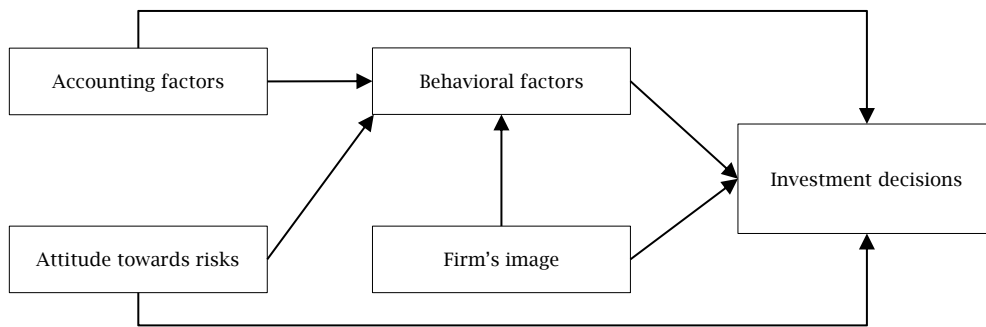 Accounting factors
Behavioral factors
Investment decisions
Attitude towards risks
Firm's image